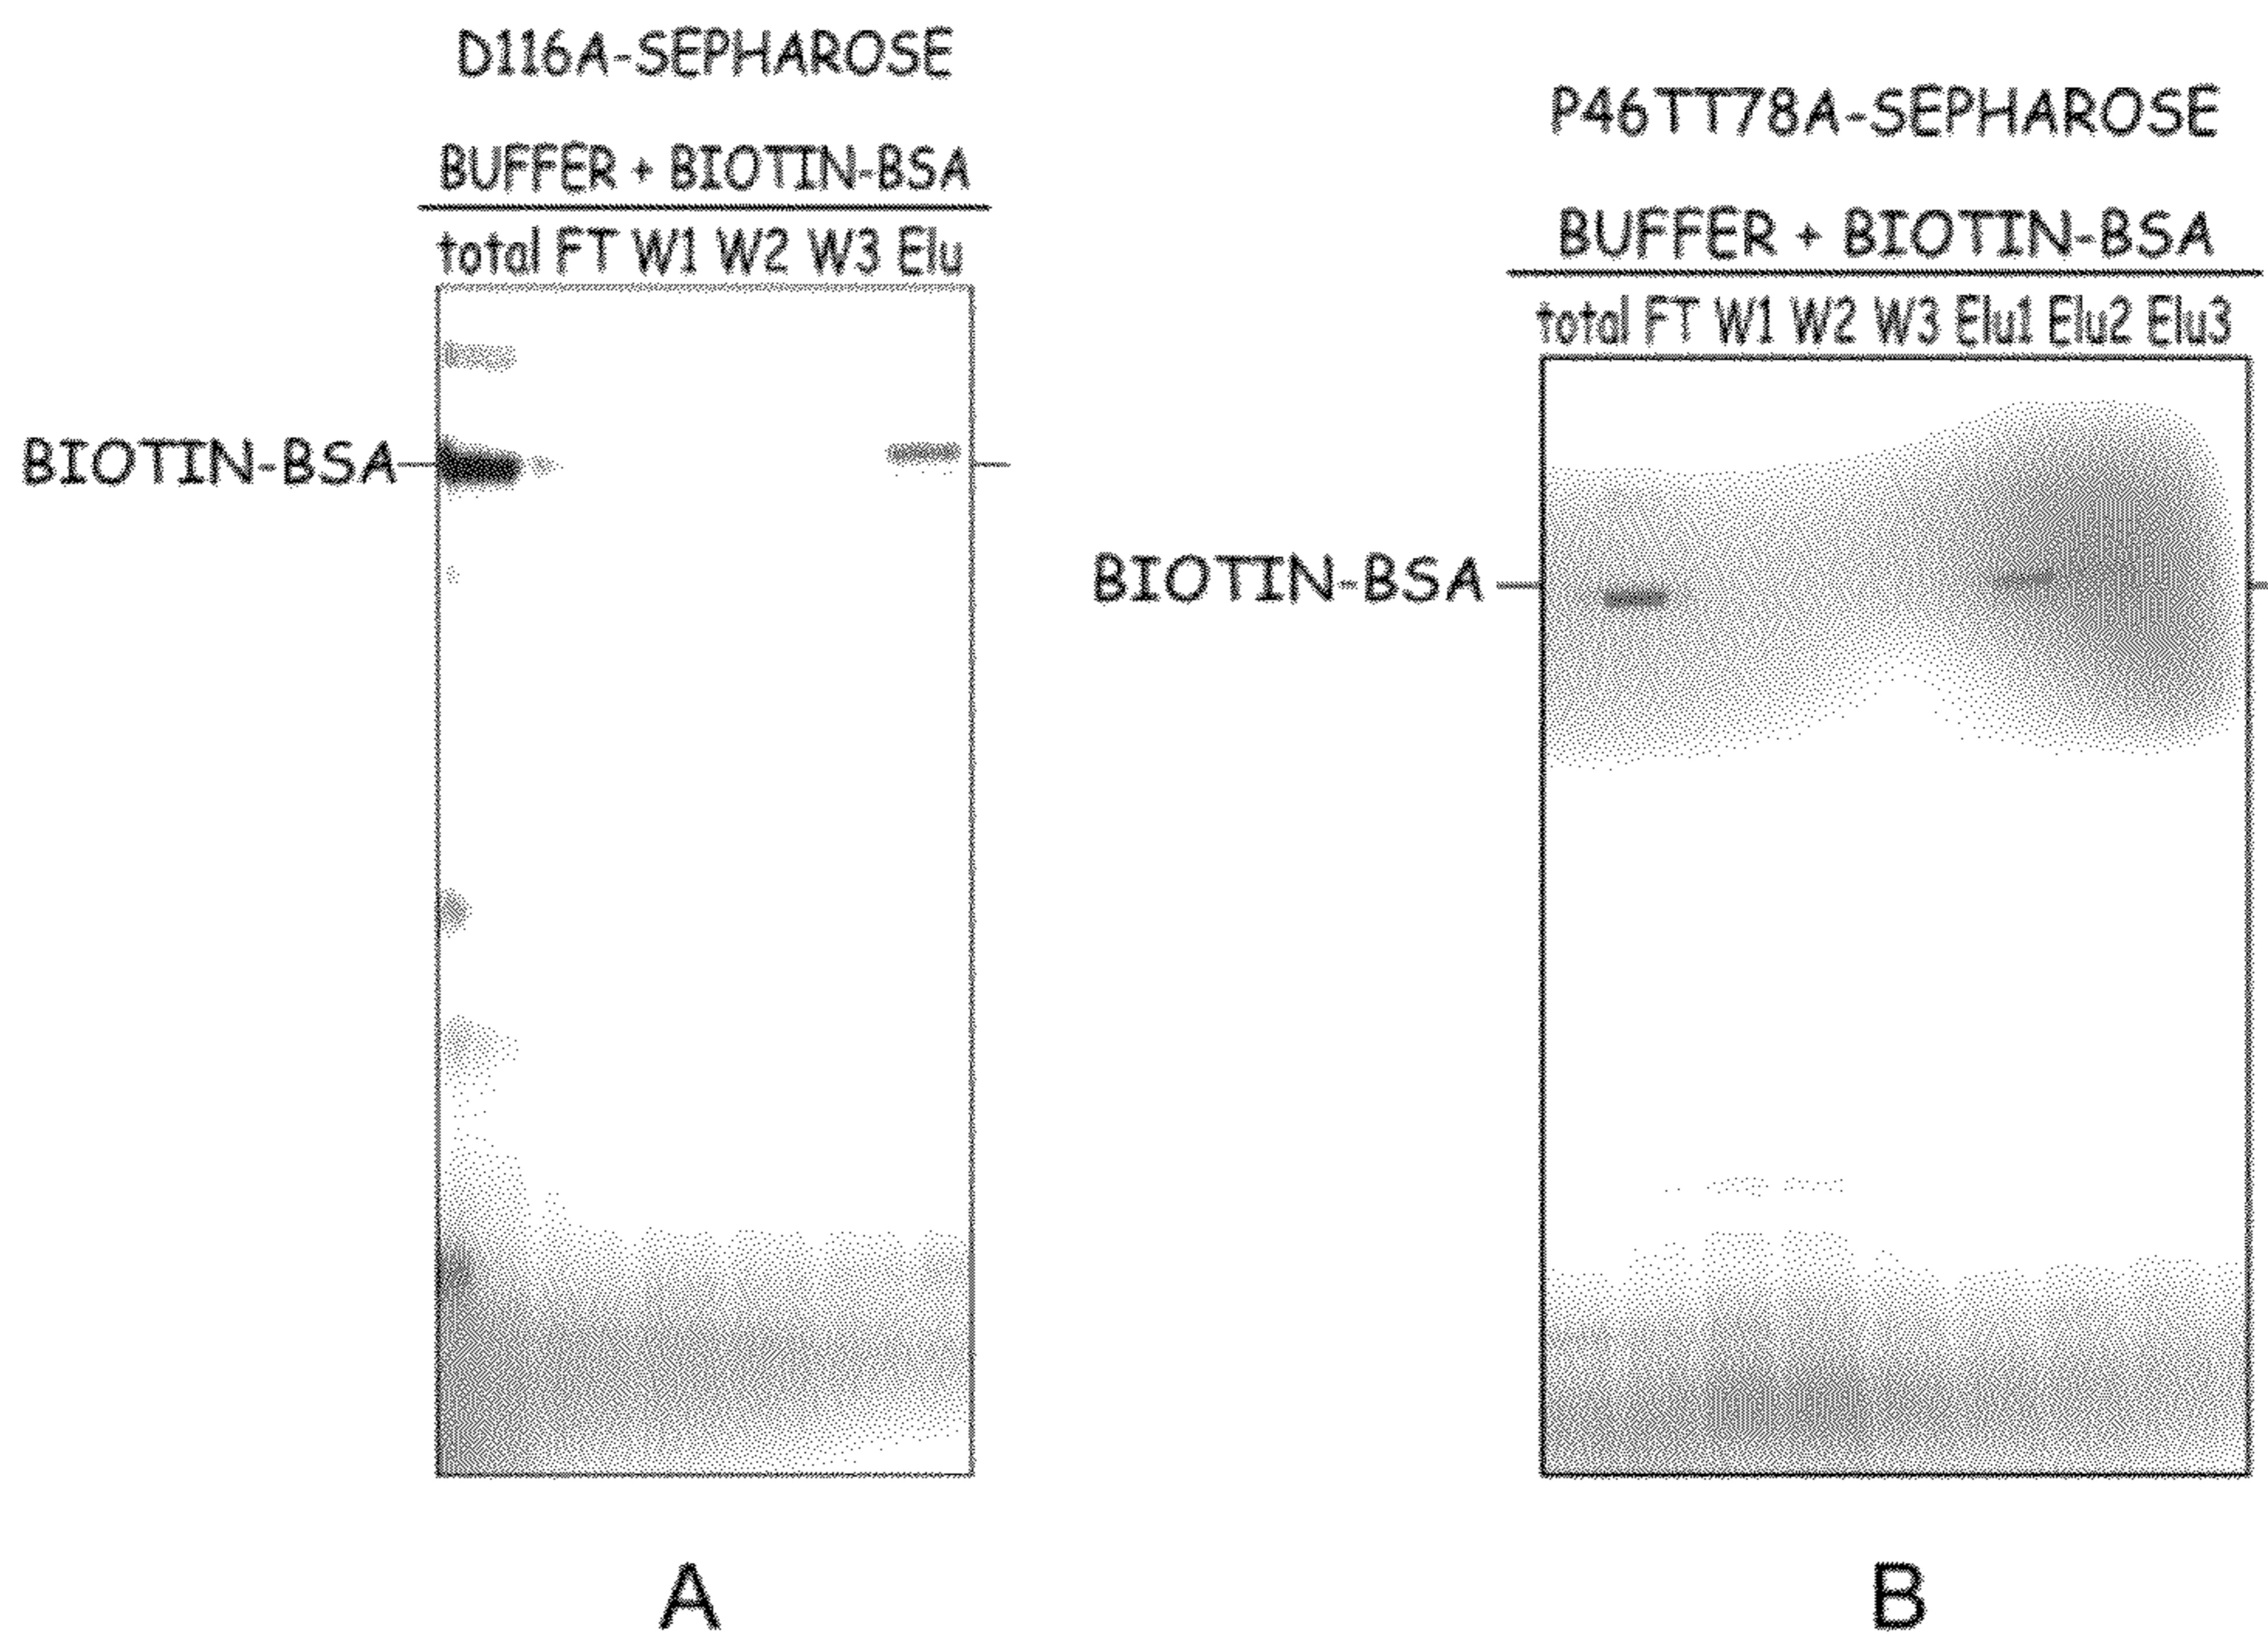 D116A-SEPHAROSE
BUFFER + BIOTIN-BSA
total FT W1 W2 W3 Elu
BIOTIN-BSA
A
P46TT78A-SEPHAROSE
BUFFER + BIOTIN-BSA
total FT W1 W2 W3 Elu1 Elu2 Elu3
BIOTIN-BSA
B